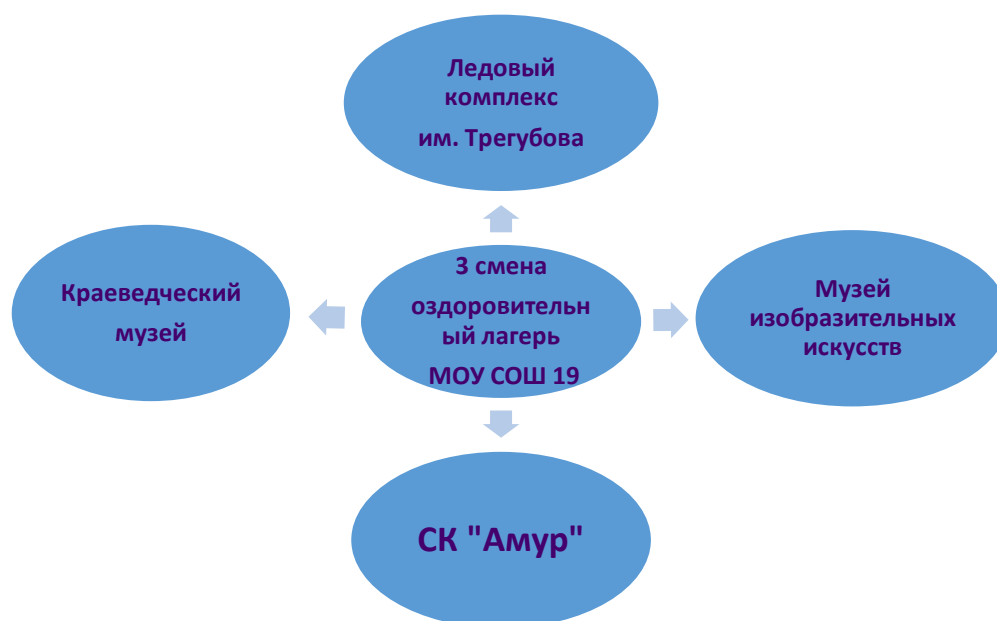 Ледовый
комплекс
им. Трегубова
Краеведческий
музей
3 смена
оздоровительн
ый лагерь
МОУ СОШ 19
Музей
изобразительных
искусств
СК "Амур"